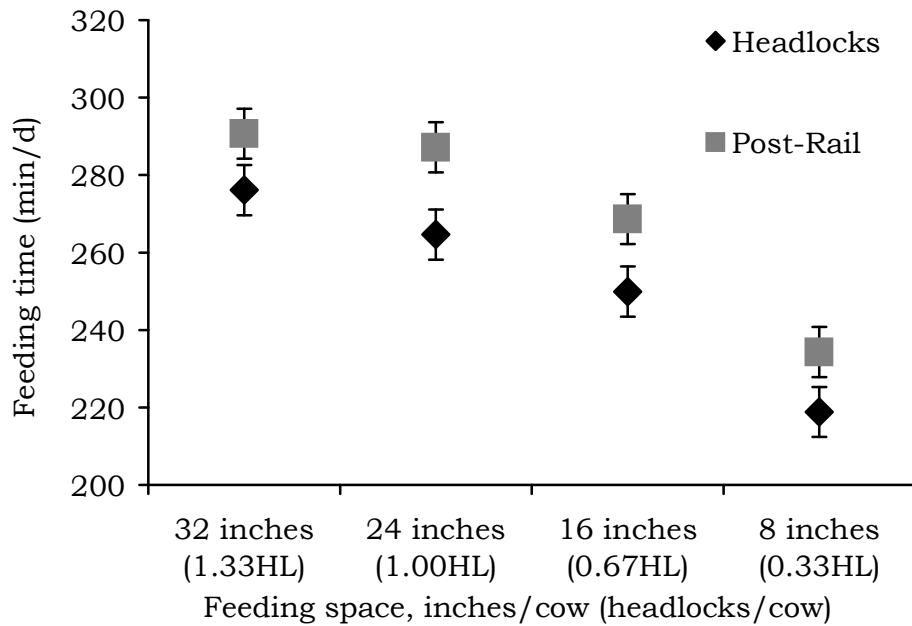 320
300
280
260
240
220
200
Feeding time (min/d)
Headlocks
Post-Rail
32 inches
(1.33HL)
24 inches
(1.00HL)
16 inches
(0.67HL)
8 inches
(0.33HL)
Feeding space, inches/cow (headlocks/cow)